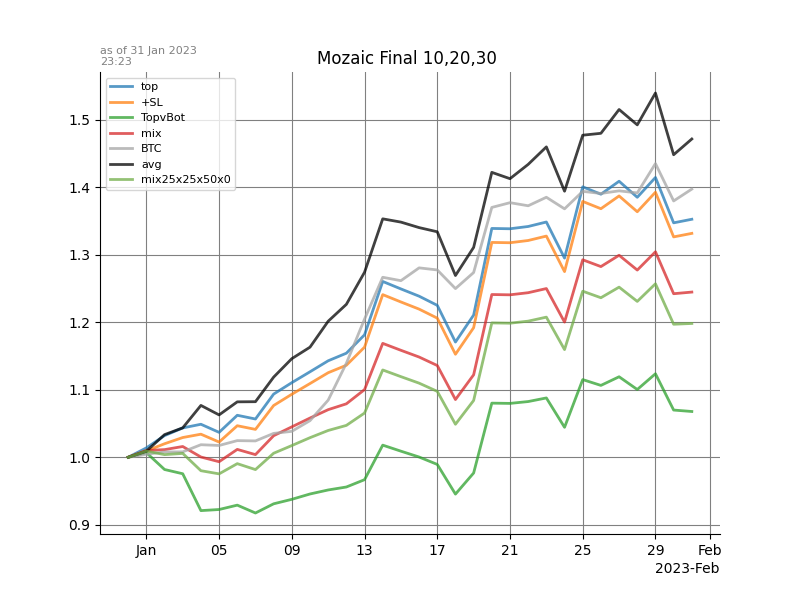 as of 31 Jan 2023
23:23
Mozaic Final 10,20,30
top
+SL
TopvBot
mix
BTC
avg
mix25x25x50x0
1.5
1.4
1.3
1.2
1.1
1.0
0.9
Jan 05 09 13 17 21 25 29 Feb
2023-Feb